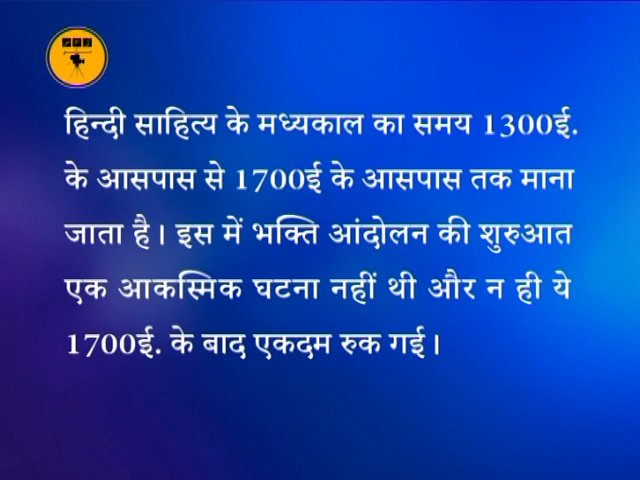 हिन्दी साहित्य के मध्यकाल का समय 1300ई.
के आसपास से 1700ई के आसपास तक माना
जाता है। इस में भक्ति आंदोलन की शुरुआत
एक आकस्मिक घटना नहीं थी और न ही ये
1700ई. के बाद एकदम रुक गई।